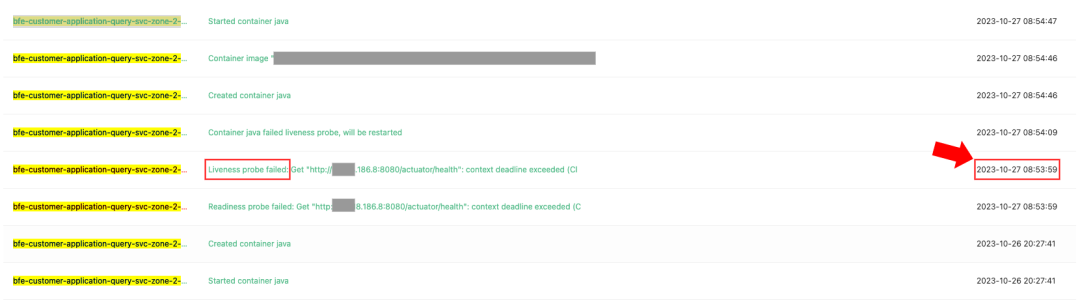 bfe-customer-application-query-svc-zone-2-... Started container java 2023-10-27 08:54:47
bfe-customer-application-query-svc-zone-2-... Container image " 2023-10-27 08:54:46
bfe-customer-application-query-svc-zone-2-... Created container java 2023-10-27 08:54:46
bfe-customer-application-query-svc-zone-2-... Container java failed liveness probe, will be restarted 2023-10-27 08:54:09
bfe-customer-application-query-svc-zone-2-... Liveness probe failed: Get "http:// .186.8:8080/actuator/health": context deadline exceeded (Cl 2023-10-27 08:53:59
bfe-customer-application-query-svc-zone-2-... Readiness probe failed: Get "http: 8.186.8:8080/actuator/health": context deadline exceeded (C 2023-10-27 08:53:59
bfe-customer-application-query-svc-zone-2-... Created container java 2023-10-26 20:27:41
bfe-customer-application-query-svc-zone-2-... Started container java 2023-10-26 20:27:41